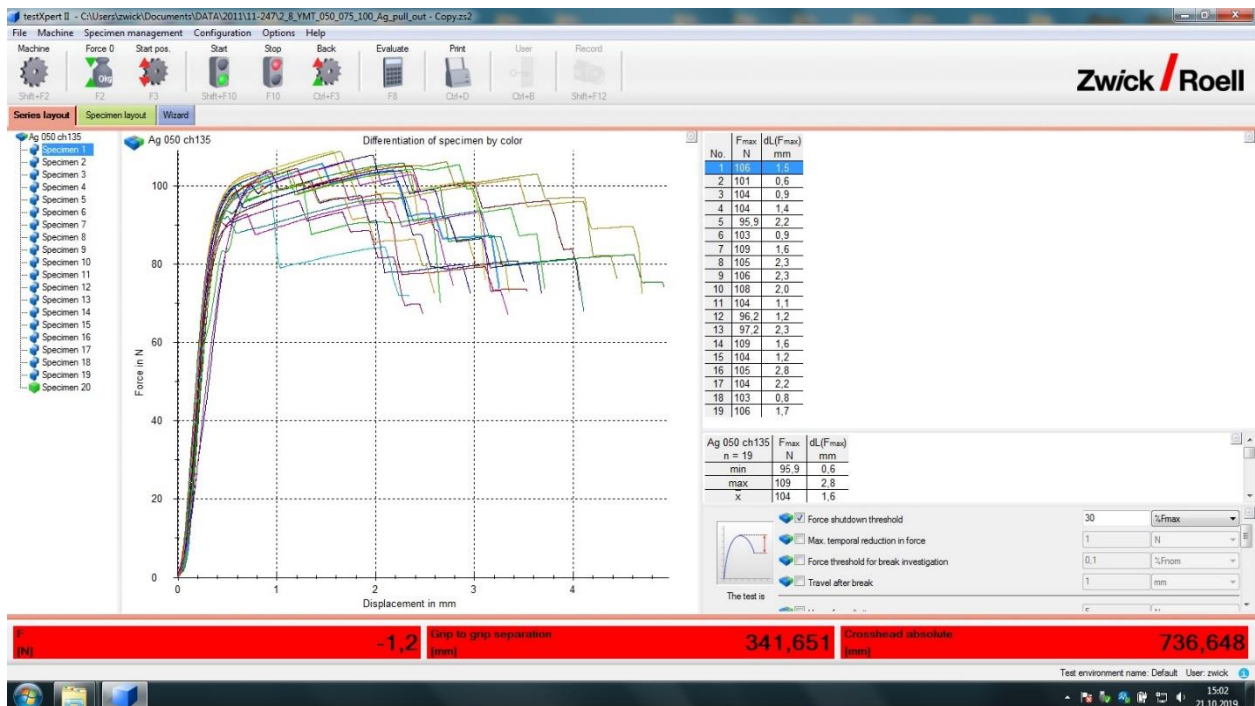 testXpert II - C:\Users\zwick\Documents\DATA\2011\11-247\2_8_YMT_050_075_100_Ag_pull_out - Copy.zs2
File Machine Specimen management Configuration Options Help
Machine Force 0 Start pos. Start Stop Back Evaluate Print User Record
0kg
Shift+F2 F2 F3 Shift+F10 F10 Ctrl+F3 F8 Ctrl+D Ctrl+B Shift+F12
Zwick / Roell
Series layout Specimen layout Wizard
Ag 050 ch135
Specimen 1
Specimen 2
Specimen 3
Specimen 4
Specimen 5
Specimen 6
Specimen 7
Specimen 8
Specimen 9
Specimen 10
Specimen 11
Specimen 12
Specimen 13
Specimen 14
Specimen 15
Specimen 16
Specimen 17
Specimen 18
Specimen 19
Specimen 20
Ag 050 ch135 Differentiation of specimen by color
100
80
60
40
20
0
Force in N
0 1 2 3 4
Displacement in mm
Fmax dL(Fmax)
No. N mm
1 106 1,5
2 101 0,6
3 104 0,9
4 104 1,4
5 95,9 2,2
6 103 0,9
7 109 1,6
8 105 2,3
9 106 2,3
10 108 2,0
11 104 1,1
12 96,2 1,2
13 97,2 2,3
14 109 1,6
15 104 1,2
16 105 2,8
17 104 2,2
18 103 0,8
19 106 1,7
Ag 050 ch135 Fmax dL(Fmax)
n = 19 N mm
min 95,9 0,6
max 109 2,8
x̄ 104 1,6
Force shutdown threshold 30 %Fmax
Max. temporal reduction in force 1 N
Force threshold for break investigation 0,1 %Fnom
Travel after break 1 mm
The test is
F [N] -1,2
Grip to grip separation [mm] 341,651
Crosshead absolute [mm] 736,648
Test environment name: Default User: zwick
15:02
21.10.2019